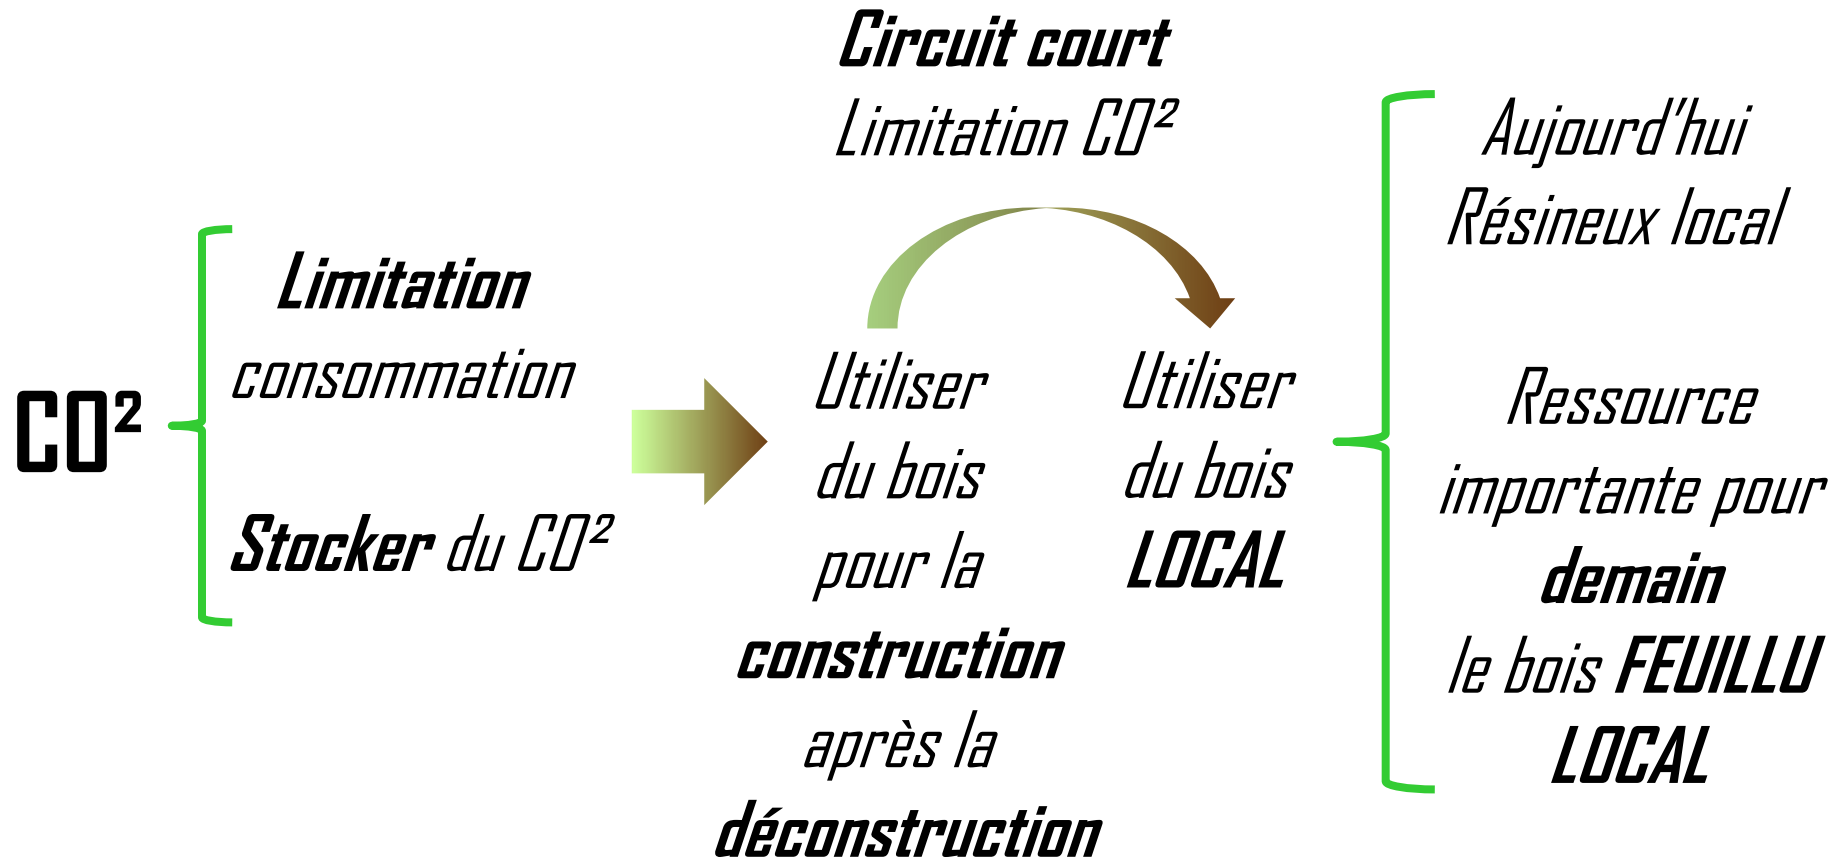 CO²
Limitation
consommation
Stocker du CO²
Circuit court
Limitation CO²
Utiliser
du bois
pour la
construction
après la
déconstruction
Utiliser
du bois
LOCAL
Aujourd'hui
Résineux local
Ressource
importante pour
demain
le bois FEUILLU
LOCAL